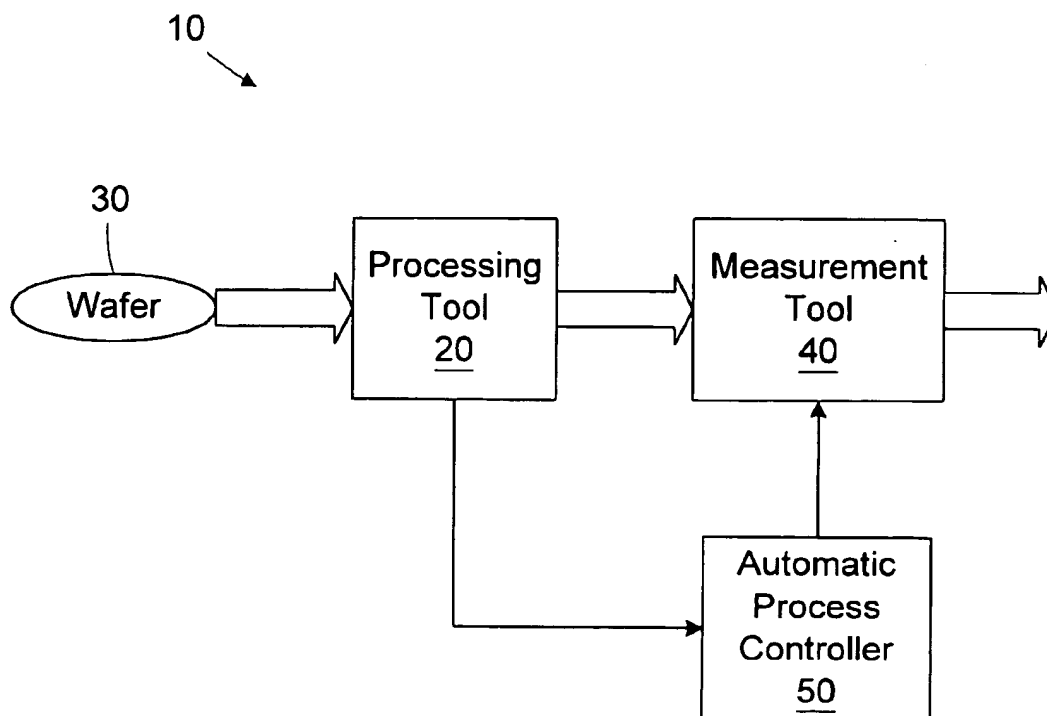 10
30
Wafer
Processing
Tool
20
Measurement
Tool
40
Automatic
Process
Controller
50